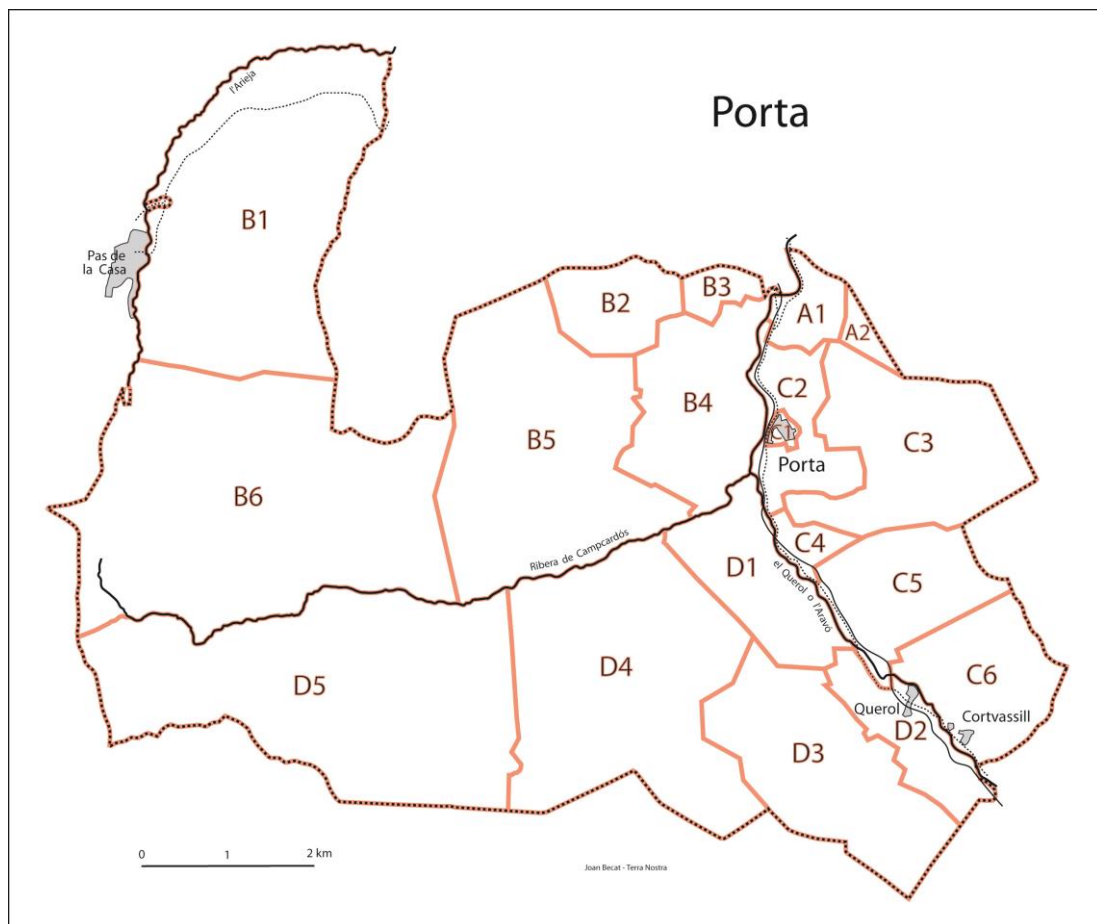 Porta
l'Arieja
B1
Pas de
la Casa
B2
B3
A1
A2
B4
C2
C1
C3
B5
Porta
B6
Ribera de Campcardós
C4
D1
C5
el Querol o l'Aravó
D4
C6
D5
Querol
Cortvassill
D2
D3
0 1 2 km
Joan Becat - Terra Nostra